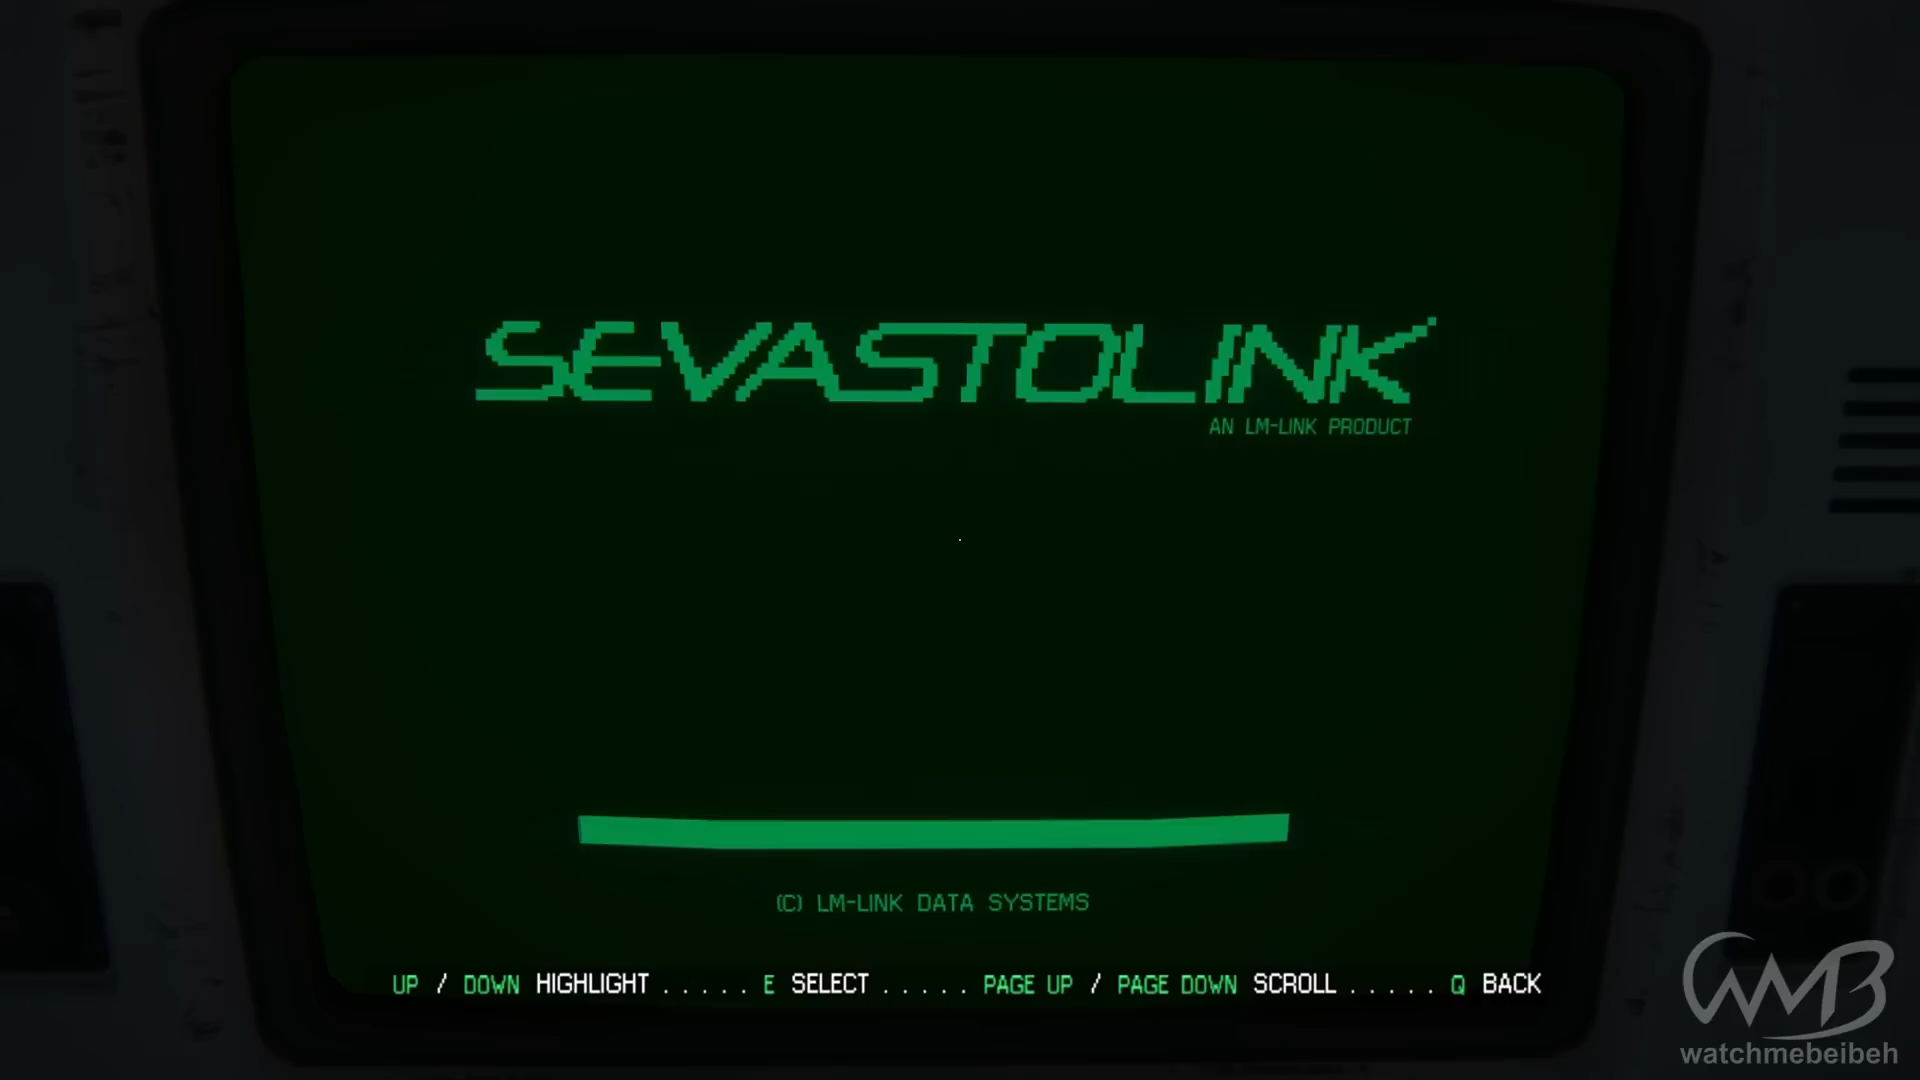 SEVASTOLINK
AN LM-LINK PRODUCT
(C) LM-LINK DATA SYSTEMS
UP / DOWN HIGHLIGHT ..... E SELECT ..... PAGE UP / PAGE DOWN SCROLL ..... Q BACK
WMB
watchmebeibeh